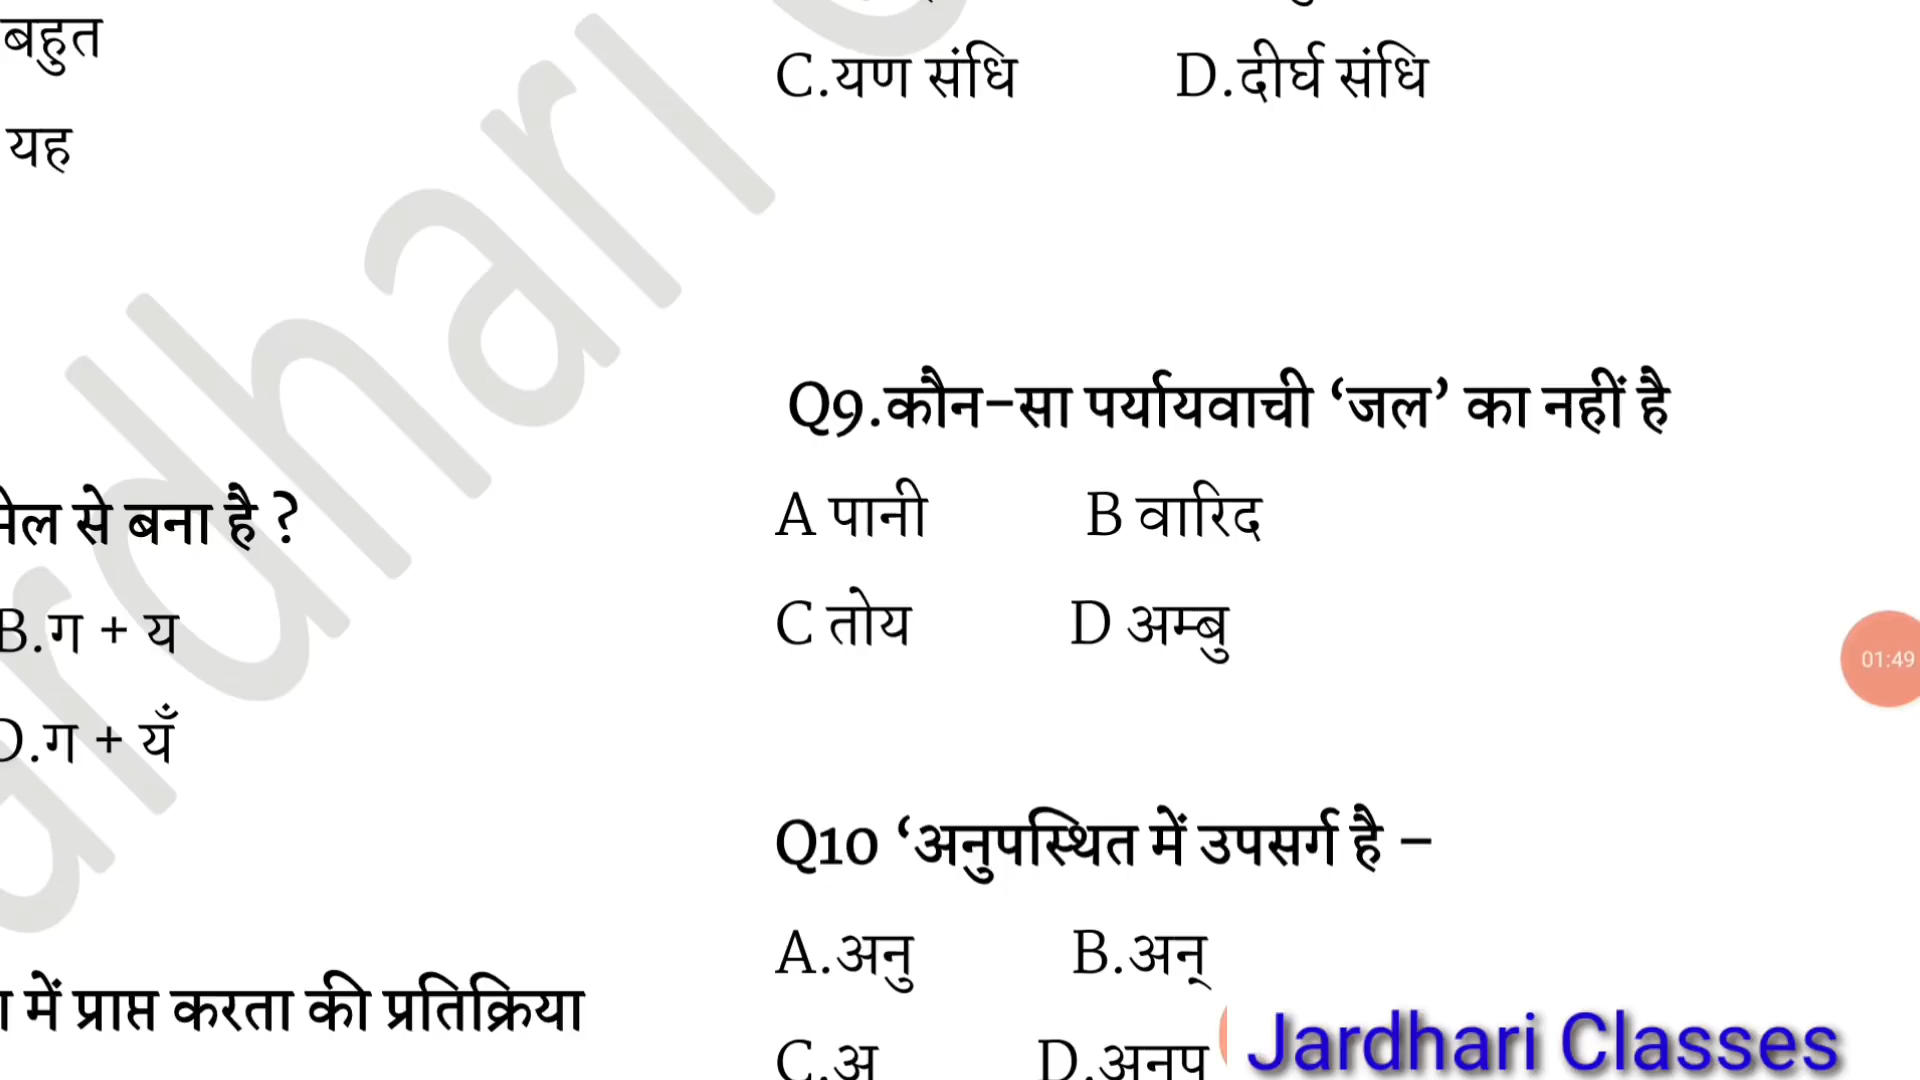 बहुत
यह
मेल से बना है ?
B.ग + य
D.ग + यँ
में प्राप्त करता की प्रतिक्रिया
C.यण संधि D.दीर्घ संधि
Q9.कौन-सा पर्यायवाची ‘जल’ का नहीं है
A पानी B वारिद
C तोय D अम्बु
Q10 ‘अनुपस्थित में उपसर्ग है –
A.अनु B.अन्
C.अ D.अनप
01:49
Jardhari Classes